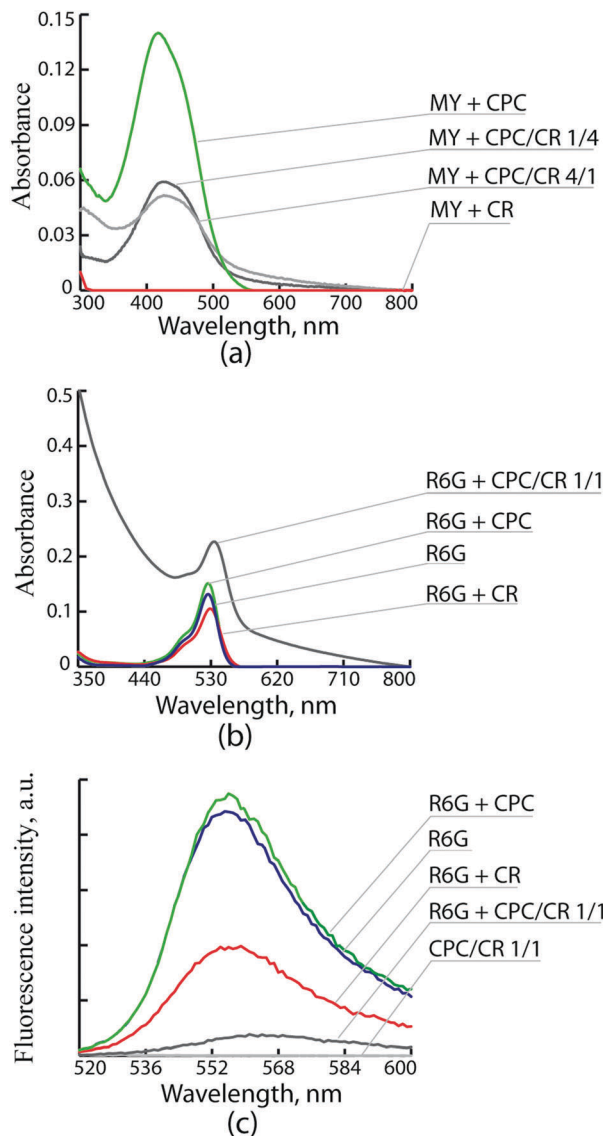 0.15
0.12
0.09
0.06
0.03
0
Absorbance
MY + CPC
MY + CPC/CR 1/4
MY + CPC/CR 4/1
MY + CR
300 400 500 600 700 800
Wavelength, nm
(a)
0.5
0.4
0.3
0.2
0.1
0
Absorbance
R6G + CPC/CR 1/1
R6G + CPC
R6G
R6G + CR
350 440 530 620 710 800
Wavelength, nm
(b)
Fluorescence intensity, a.u.
R6G + CPC
R6G
R6G + CR
R6G + CPC/CR 1/1
CPC/CR 1/1
520 536 552 568 584 600
Wavelength, nm
(c)